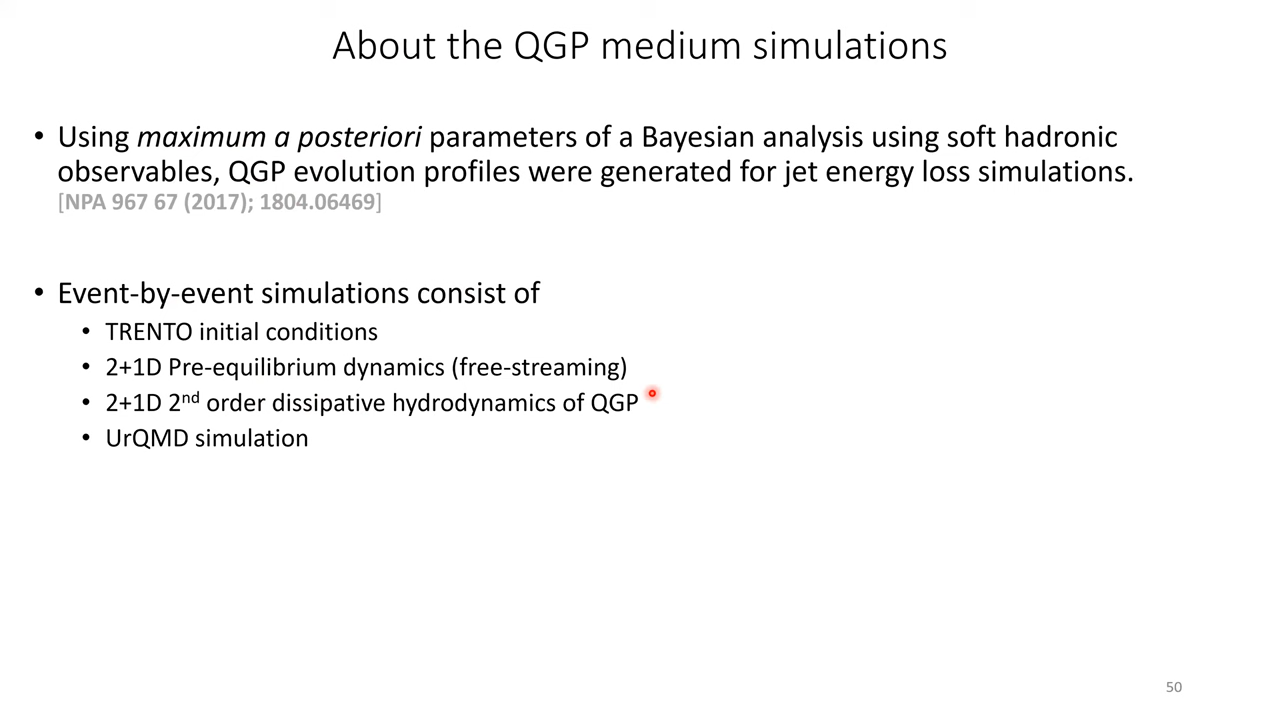 About the QGP medium simulations
• Using maximum a posteriori parameters of a Bayesian analysis using soft hadronic
observables, QGP evolution profiles were generated for jet energy loss simulations.
[NPA 967 67 (2017); 1804.06469]
• Event-by-event simulations consist of
• TRENTO initial conditions
• 2+1D Pre-equilibrium dynamics (free-streaming)
• 2+1D 2nd order dissipative hydrodynamics of QGP
• UrQMD simulation
50